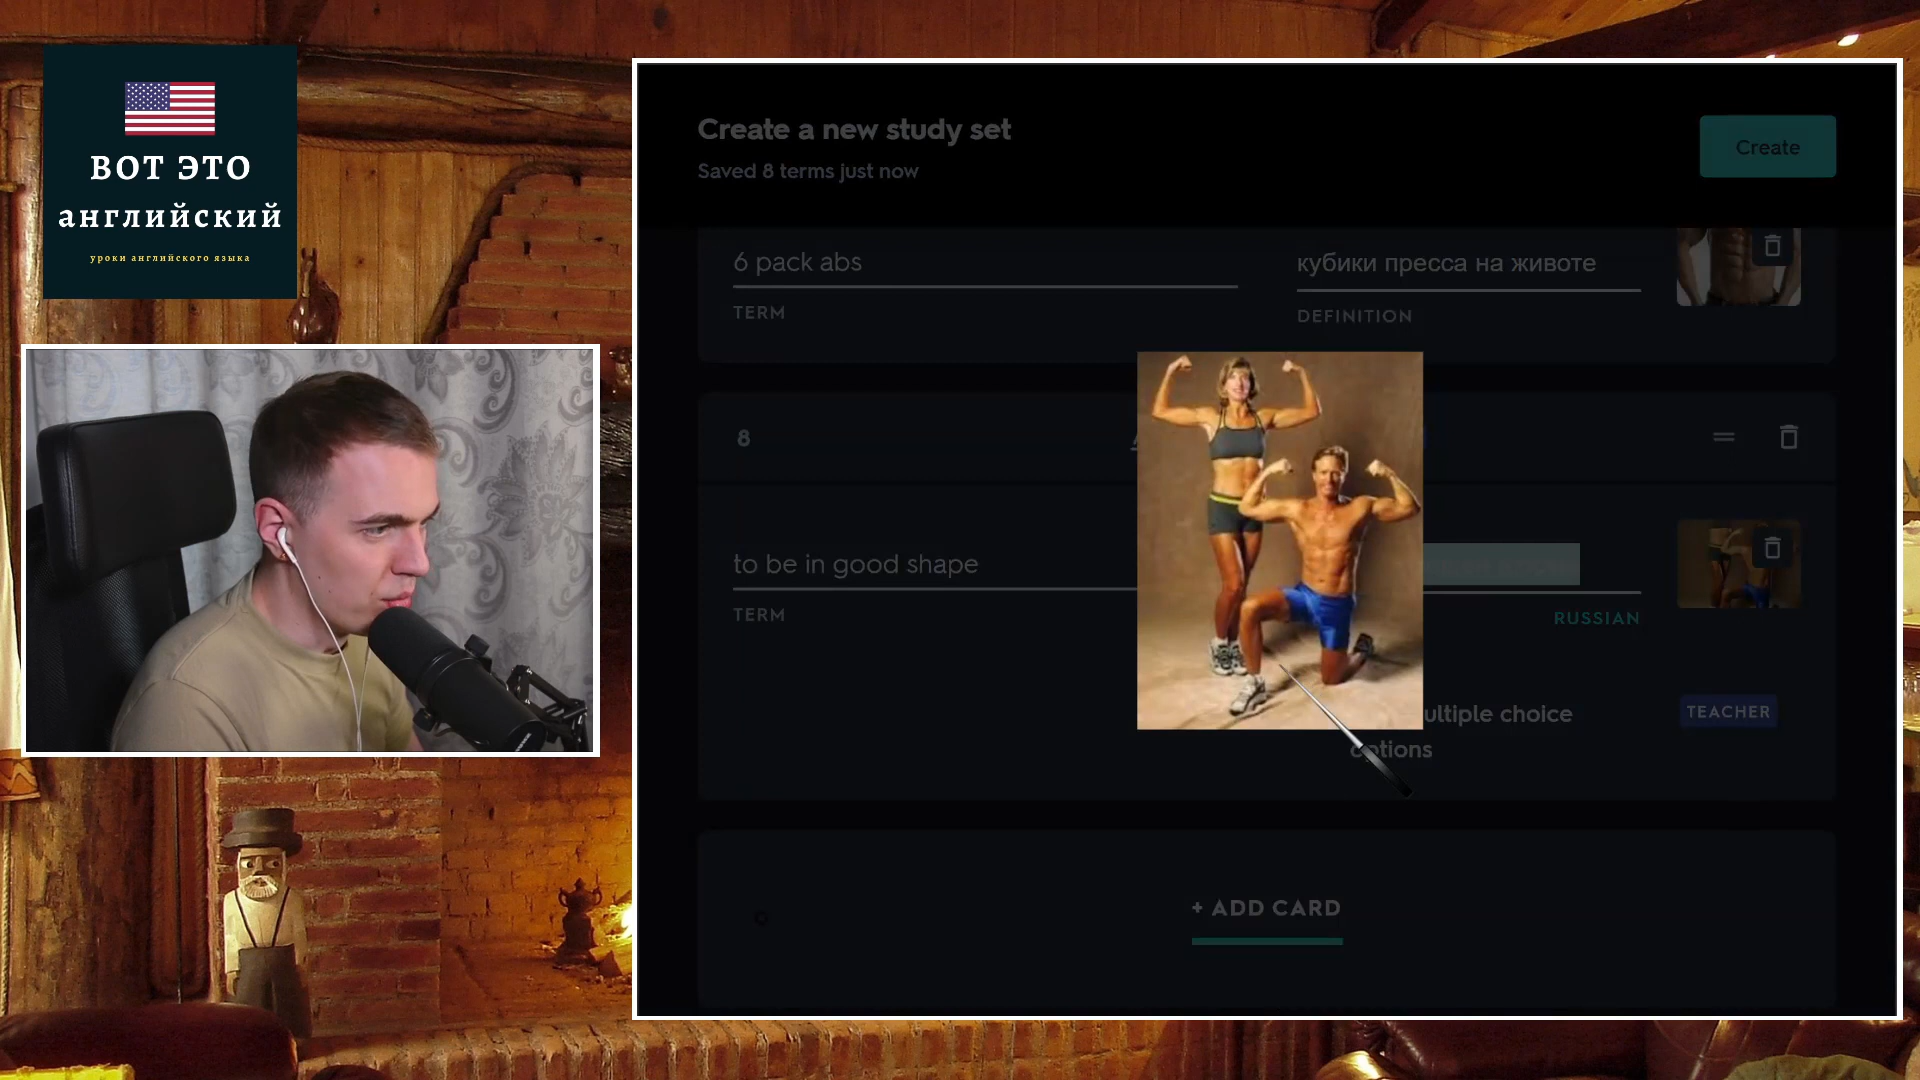 ВОТ ЭТО
английский
уроки английского языка
Create a new study set
Saved 8 terms just now
Create
6 pack abs
кубики пресса на животе
TERM
DEFINITION
8
to be in good shape
TERM
RUSSIAN
ultiple choice
options
TEACHER
+ ADD CARD